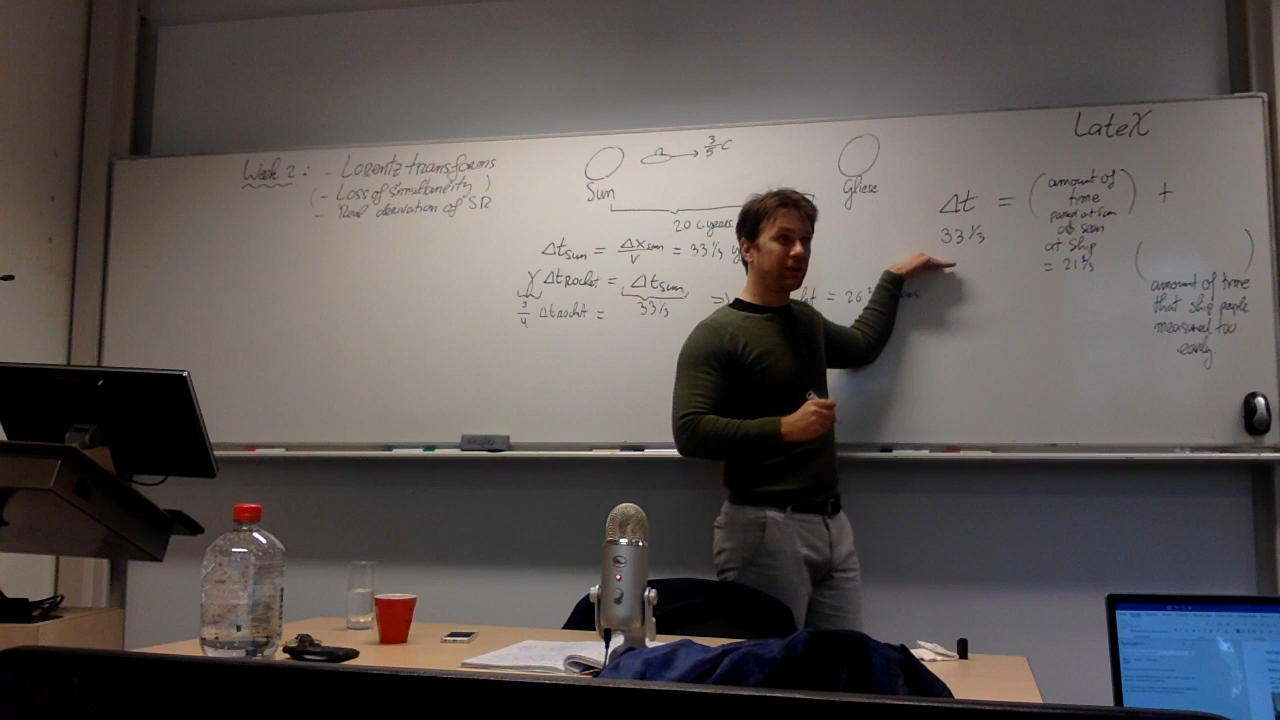 LateX
Week 2: - Lorentz transforms
(- Loss of simultaneity)
- Real derivation of SR
3/5 C
Sun
Gliese
20 c.years
Δt_sun = Δx_sun / v = 33 1/3 y
γ Δt_rocket = Δt_sun
33 1/3
3/4 Δt_rocket =
= 26
Δt = (amount of
time
passed at sun
as seen
at ship
= 21 1/3
) +
33 1/3
( )
amount of time
that ship people
measured too
early.